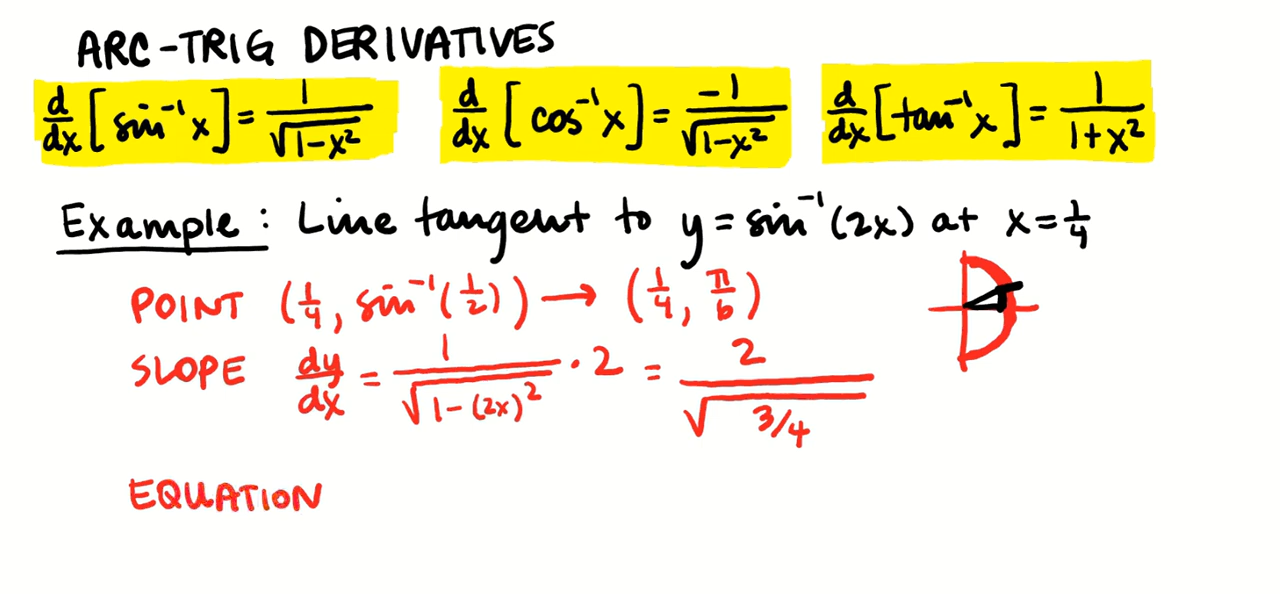 ARC-TRIG DERIVATIVES
d/dx [sin⁻¹x] = 1/√(1-x²) d/dx [cos⁻¹x] = -1/√(1-x²) d/dx [tan⁻¹x] = 1/(1+x²)
Example: Line tangent to y = sin⁻¹(2x) at x = 1/4
POINT (1/4, sin⁻¹(1/2)) → (1/4, π/6)
SLOPE dy/dx = 1/√(1-(2x)²) · 2 = 2/√(3/4)
EQUATION